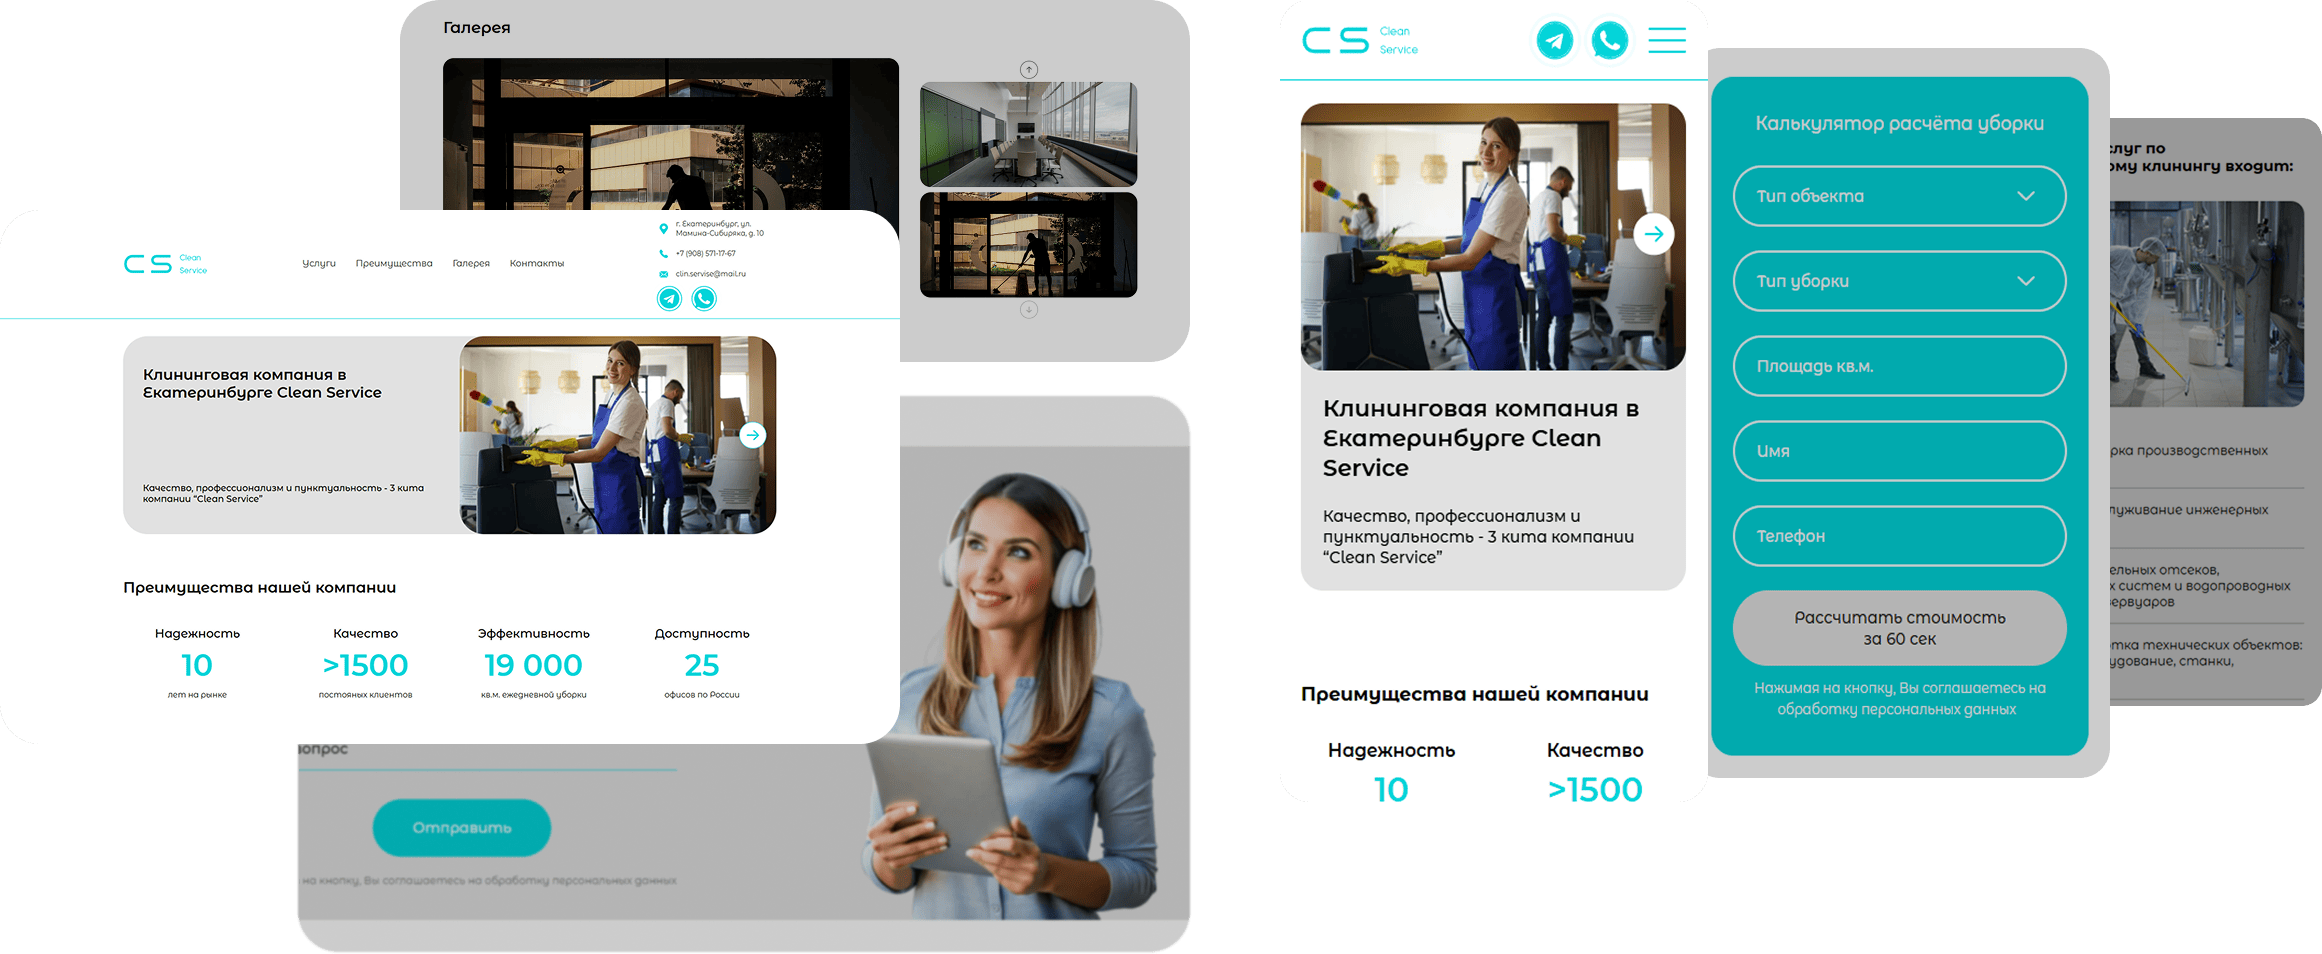 Галерея
CS Clean
Service
Услуги Преимущества Галерея Контакты
г. Екатеринбург, ул.
Мамина-Сибиряка, д. 10
+7 (908) 571-17-67
clin.servise@mail.ru
Клининговая компания в
Екатеринбурге Clean Service
Качество, профессионализм и пунктуальность - 3 кита
компании “Clean Service”
Преимущества нашей компании
Надежность
10
лет на рынке
Качество
>1500
постояных клиентов
Эффективность
19 000
кв.м. ежедневной уборки
Доступность
25
офисов по России
вопрос
Отправить
на кнопку, Вы соглашаетесь на обработку персональных данных
CS Clean
Service
Клининговая компания в
Екатеринбурге Clean
Service
Качество, профессионализм и
пунктуальность - 3 кита компании
“Clean Service”
Преимущества нашей компании
Надежность
10
Качество
>1500
Калькулятор расчёта уборки
Тип объекта
Тип уборки
Площадь кв.м.
Имя
Телефон
Рассчитать стоимость
за 60 сек
Нажимая на кнопку, Вы соглашаетесь на
обработку персональных данных
слуг по
ому клинингу входит:
рка производственных
луживание инженерных
ельных отсеков,
х систем и водопроводных
зервуаров
отка технических объектов:
удование, станки,